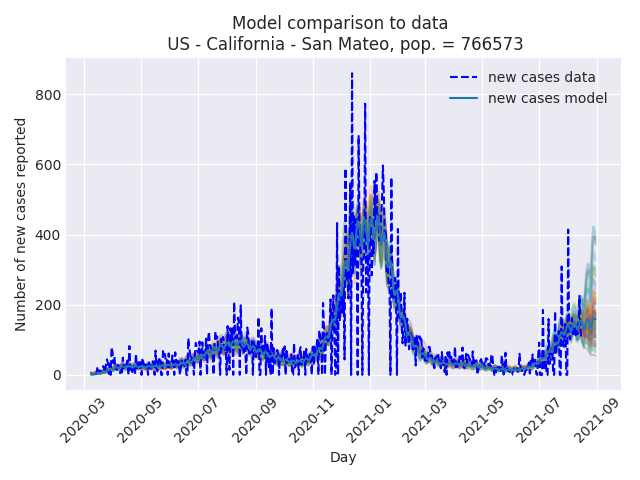 Model comparison to data
US - California - San Mateo, pop. = 766573
new cases data
new cases model
Number of new cases reported
800
600
400
200
0
2020-03
2020-05
2020-07
2020-09
2020-11
2021-01
2021-03
2021-05
2021-07
2021-09
Day